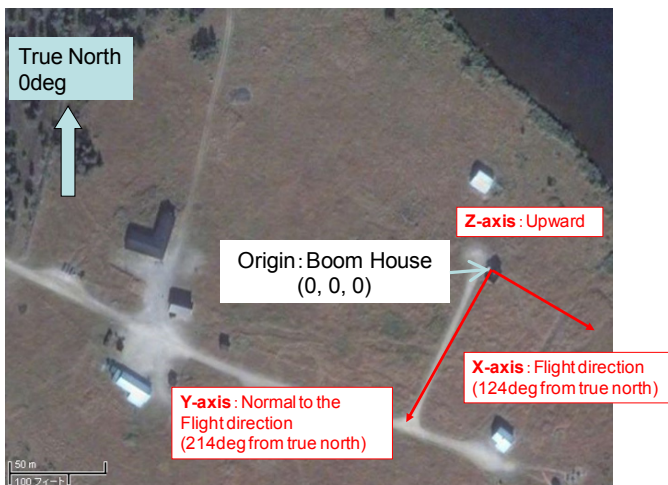 True North
0deg
Z-axis：Upward
Origin：Boom House
(0, 0, 0)
X-axis：Flight direction
(124deg from true north)
Y-axis：Normal to the
Flight direction
(214deg from true north)
50 m
100 フィート